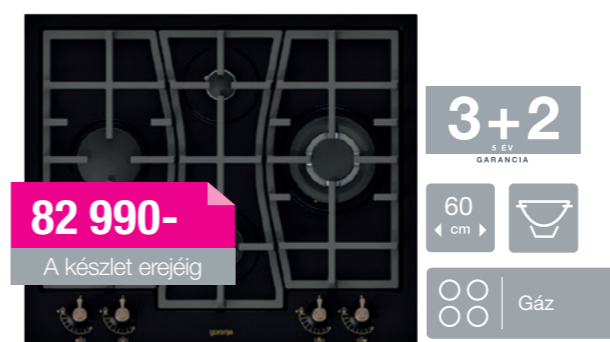 82 990-
A készlet erejéig
gorenje
3+2
5 ÉV
GARANCIA
60
cm
Gáz